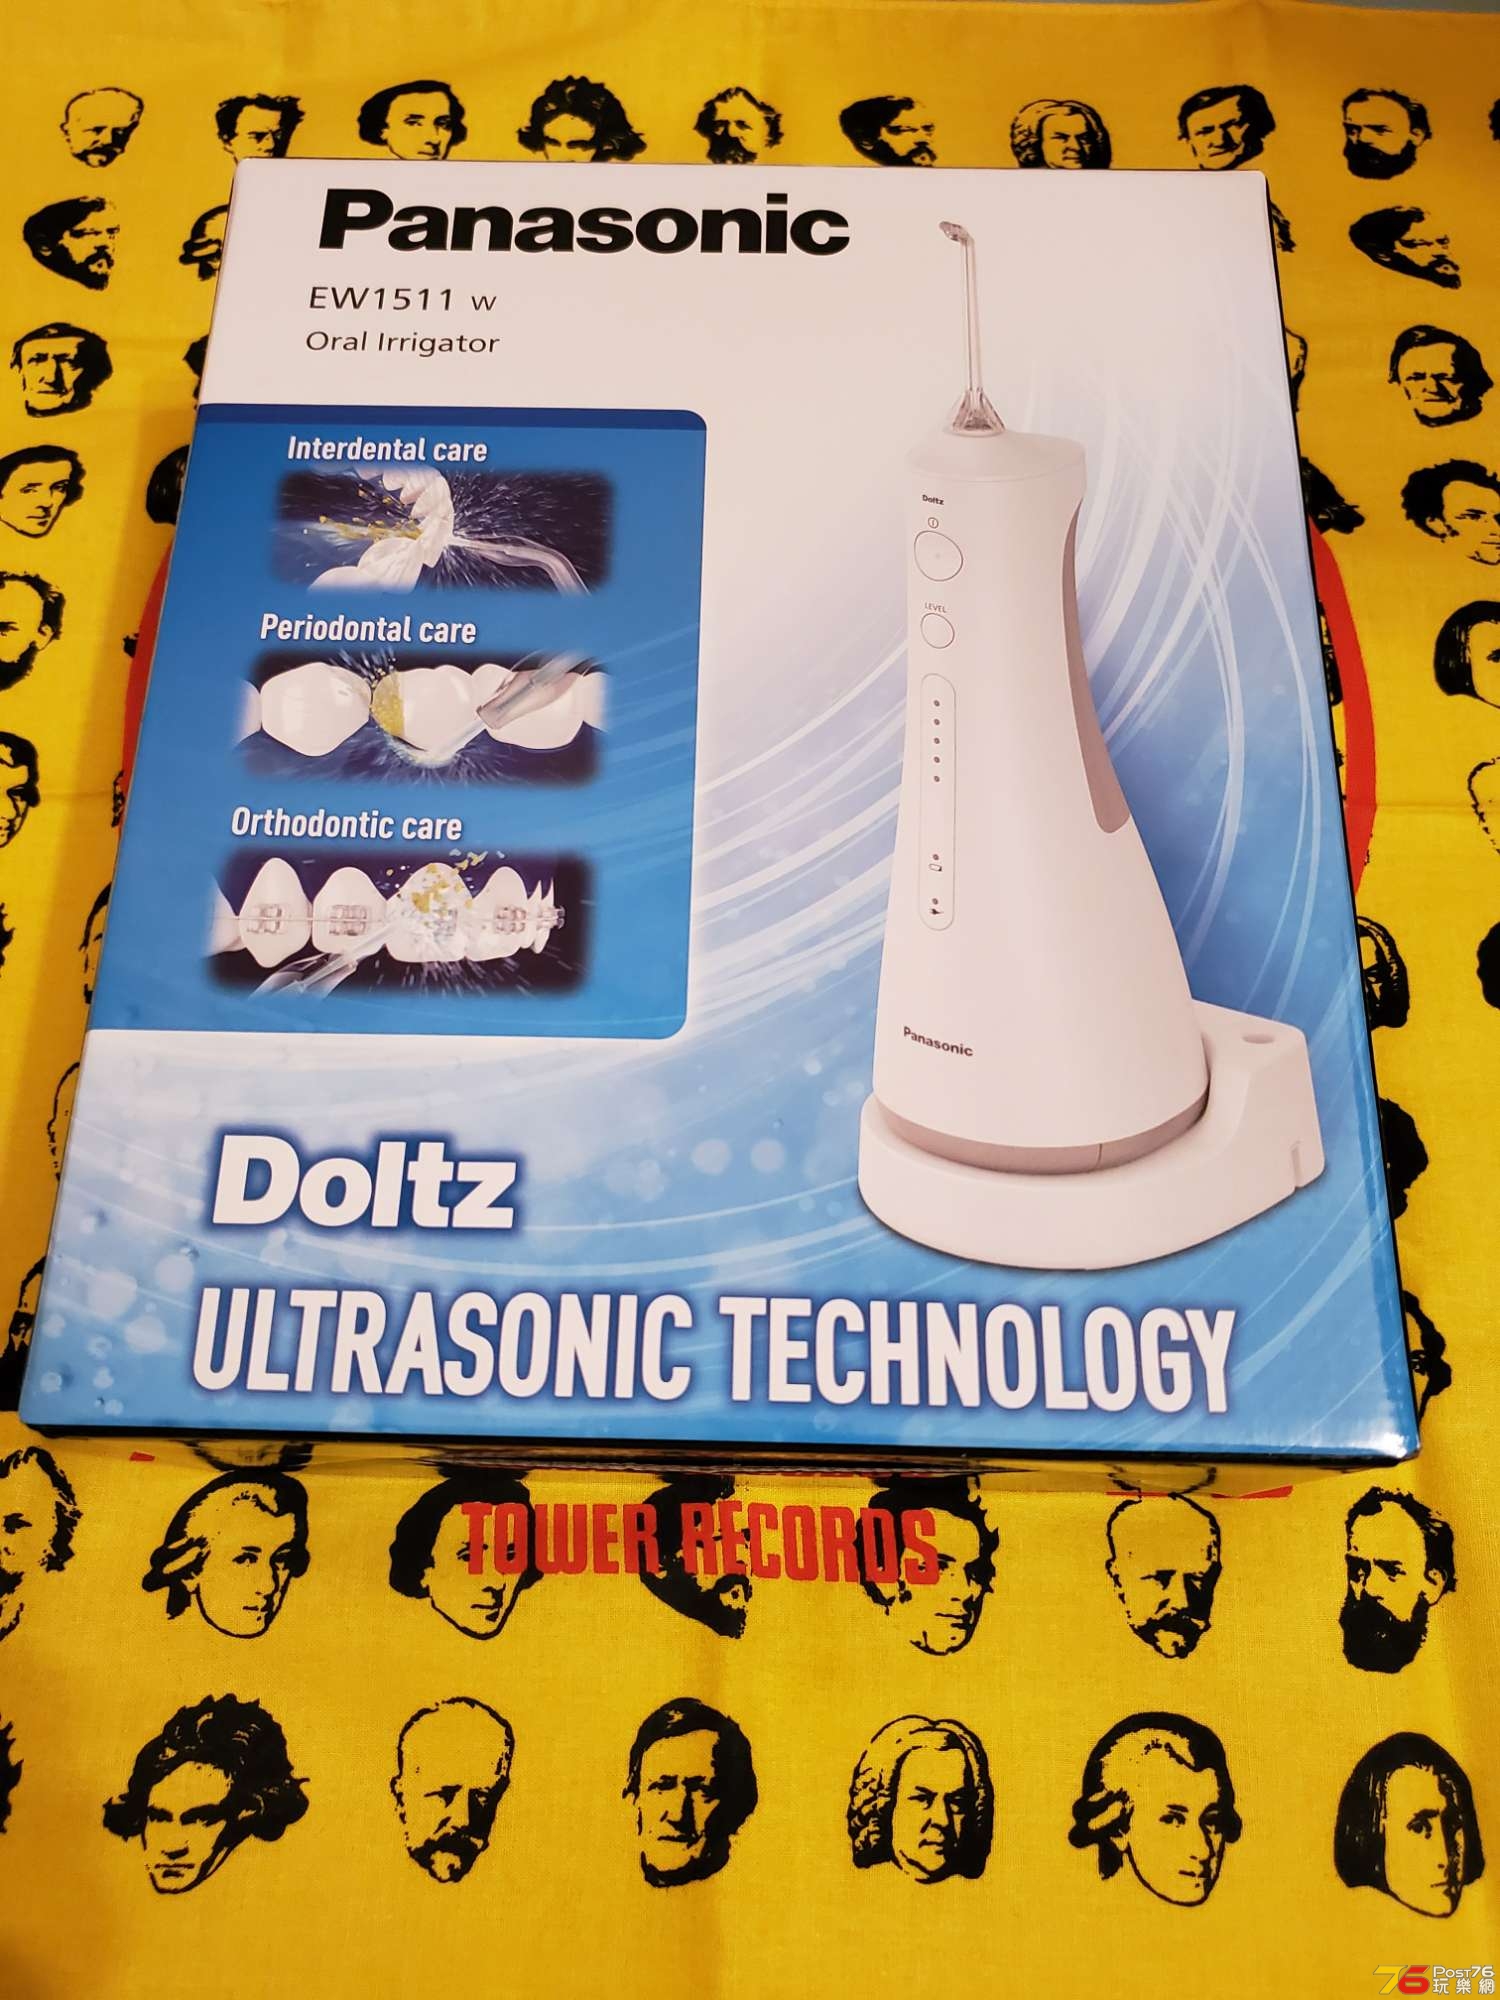 Panasonic
EW1511 W
Oral Irrigator
Interdental care
Periodontal care
Orthodontic care
Doltz
LEVEL
Panasonic
Doltz
ULTRASONIC TECHNOLOGY
TOWER RECORDS
76 POST76
玩樂網